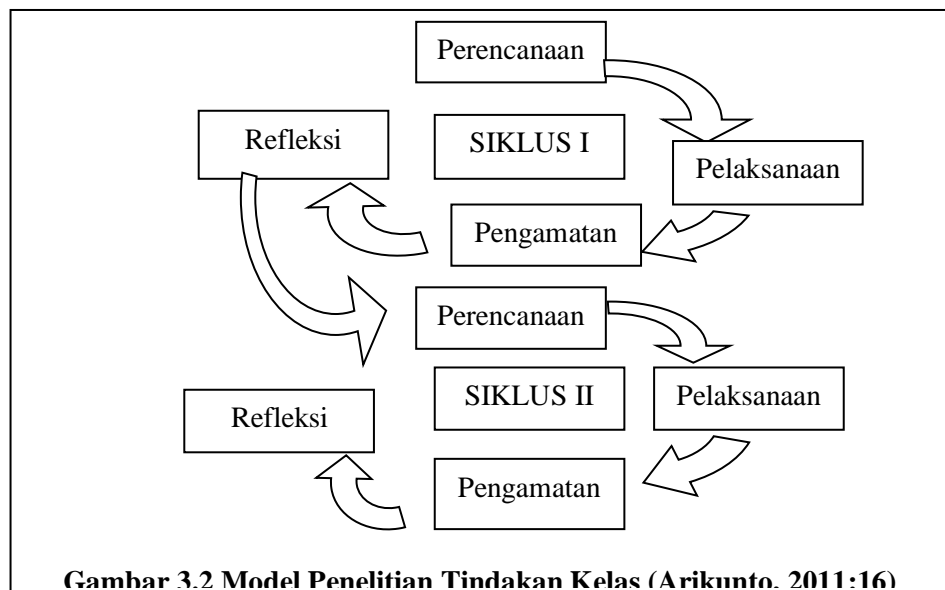 Perencanaan
Refleksi
SIKLUS I
Pelaksanaan
Pengamatan
Perencanaan
Refleksi
SIKLUS II
Pelaksanaan
Pengamatan
Gambar 3.2 Model Penelitian Tindakan Kelas (Arikunto, 2011:16)